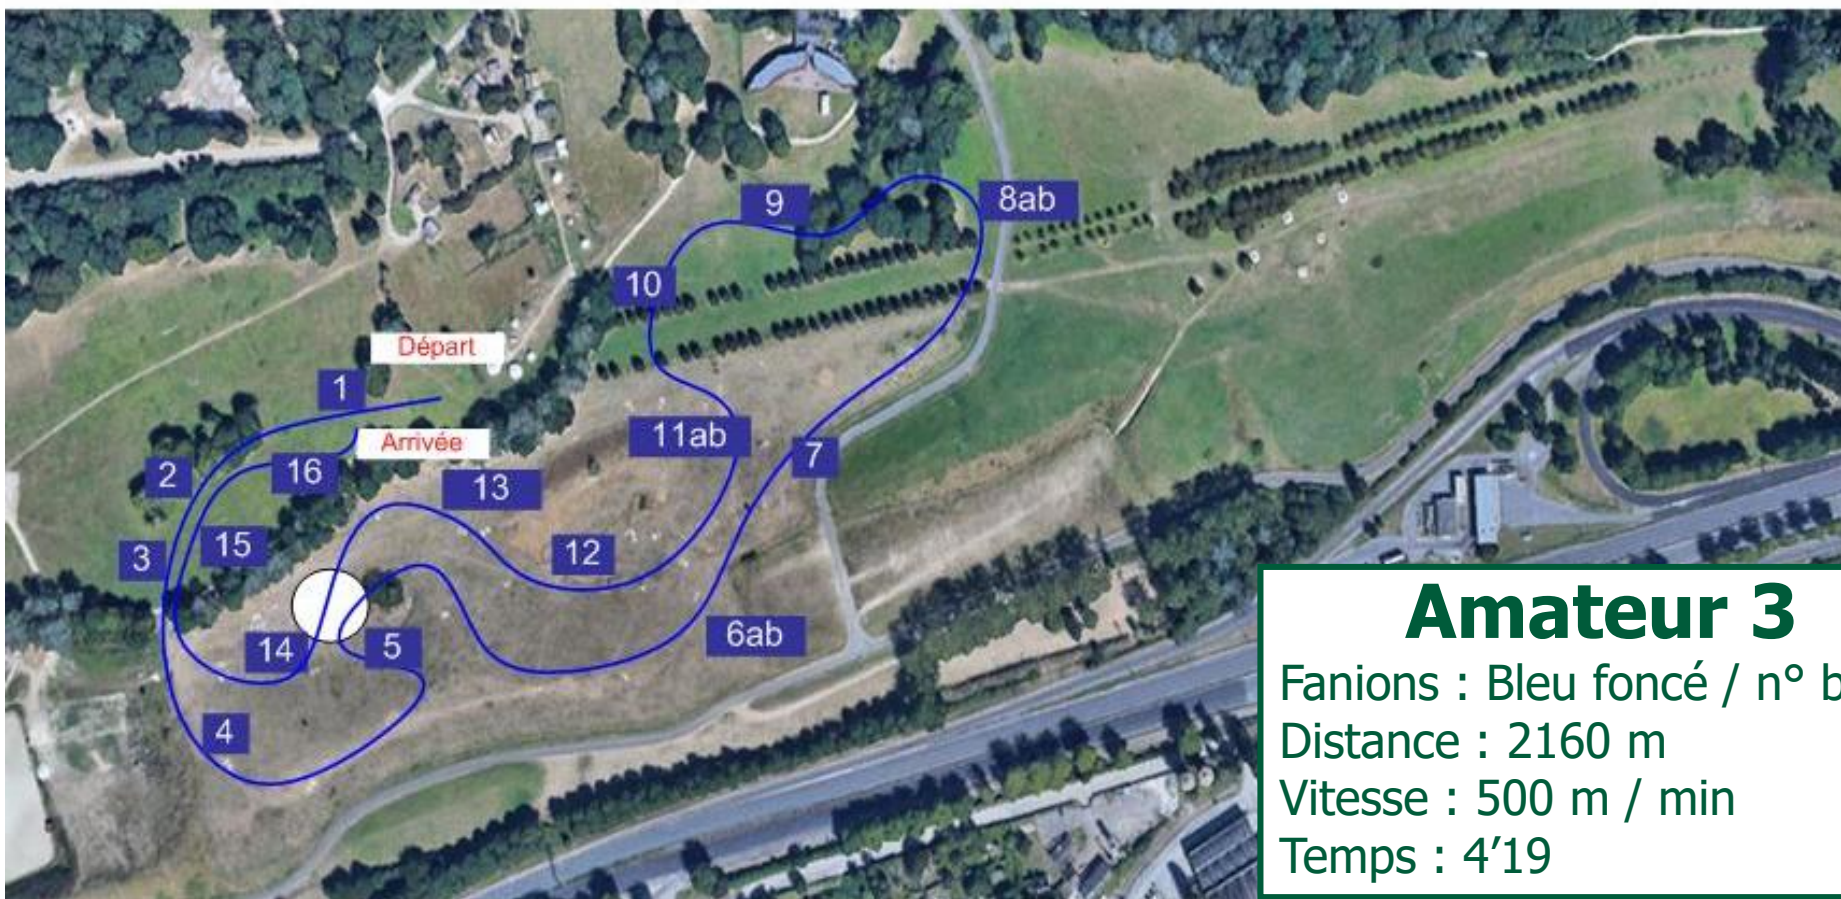 9
8ab
10
Départ
1
Arrivée
11ab
7
2
16
13
3
15
12
14
5
6ab
4
Amateur 3
Fanions : Bleu foncé / n° b
Distance : 2160 m
Vitesse : 500 m / min
Temps : 4’19